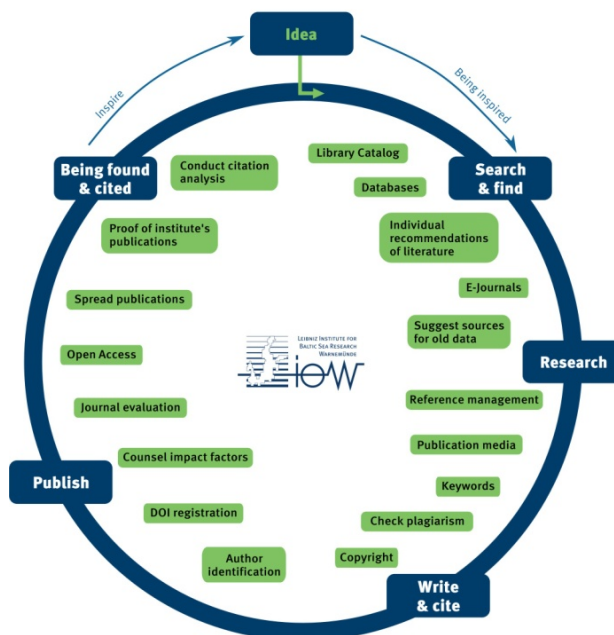 Idea
Inspire
Being inspired
Being found
& cited
Search
& find
Conduct citation
analysis
Library Catalog
Databases
Proof of institute's
publications
Individual
recommendations
of literature
Spread publications
E-Journals
Suggest sources
for old data
Open Access
LEIBNIZ INSTITUTE FOR
BALTIC SEA RESEARCH
WARNEMÜNDE
iOW
Research
Journal evaluation
Reference management
Publication media
Counsel impact factors
Publish
Keywords
DOI registration
Check plagiarism
Author
identification
Copyright
Write
& cite